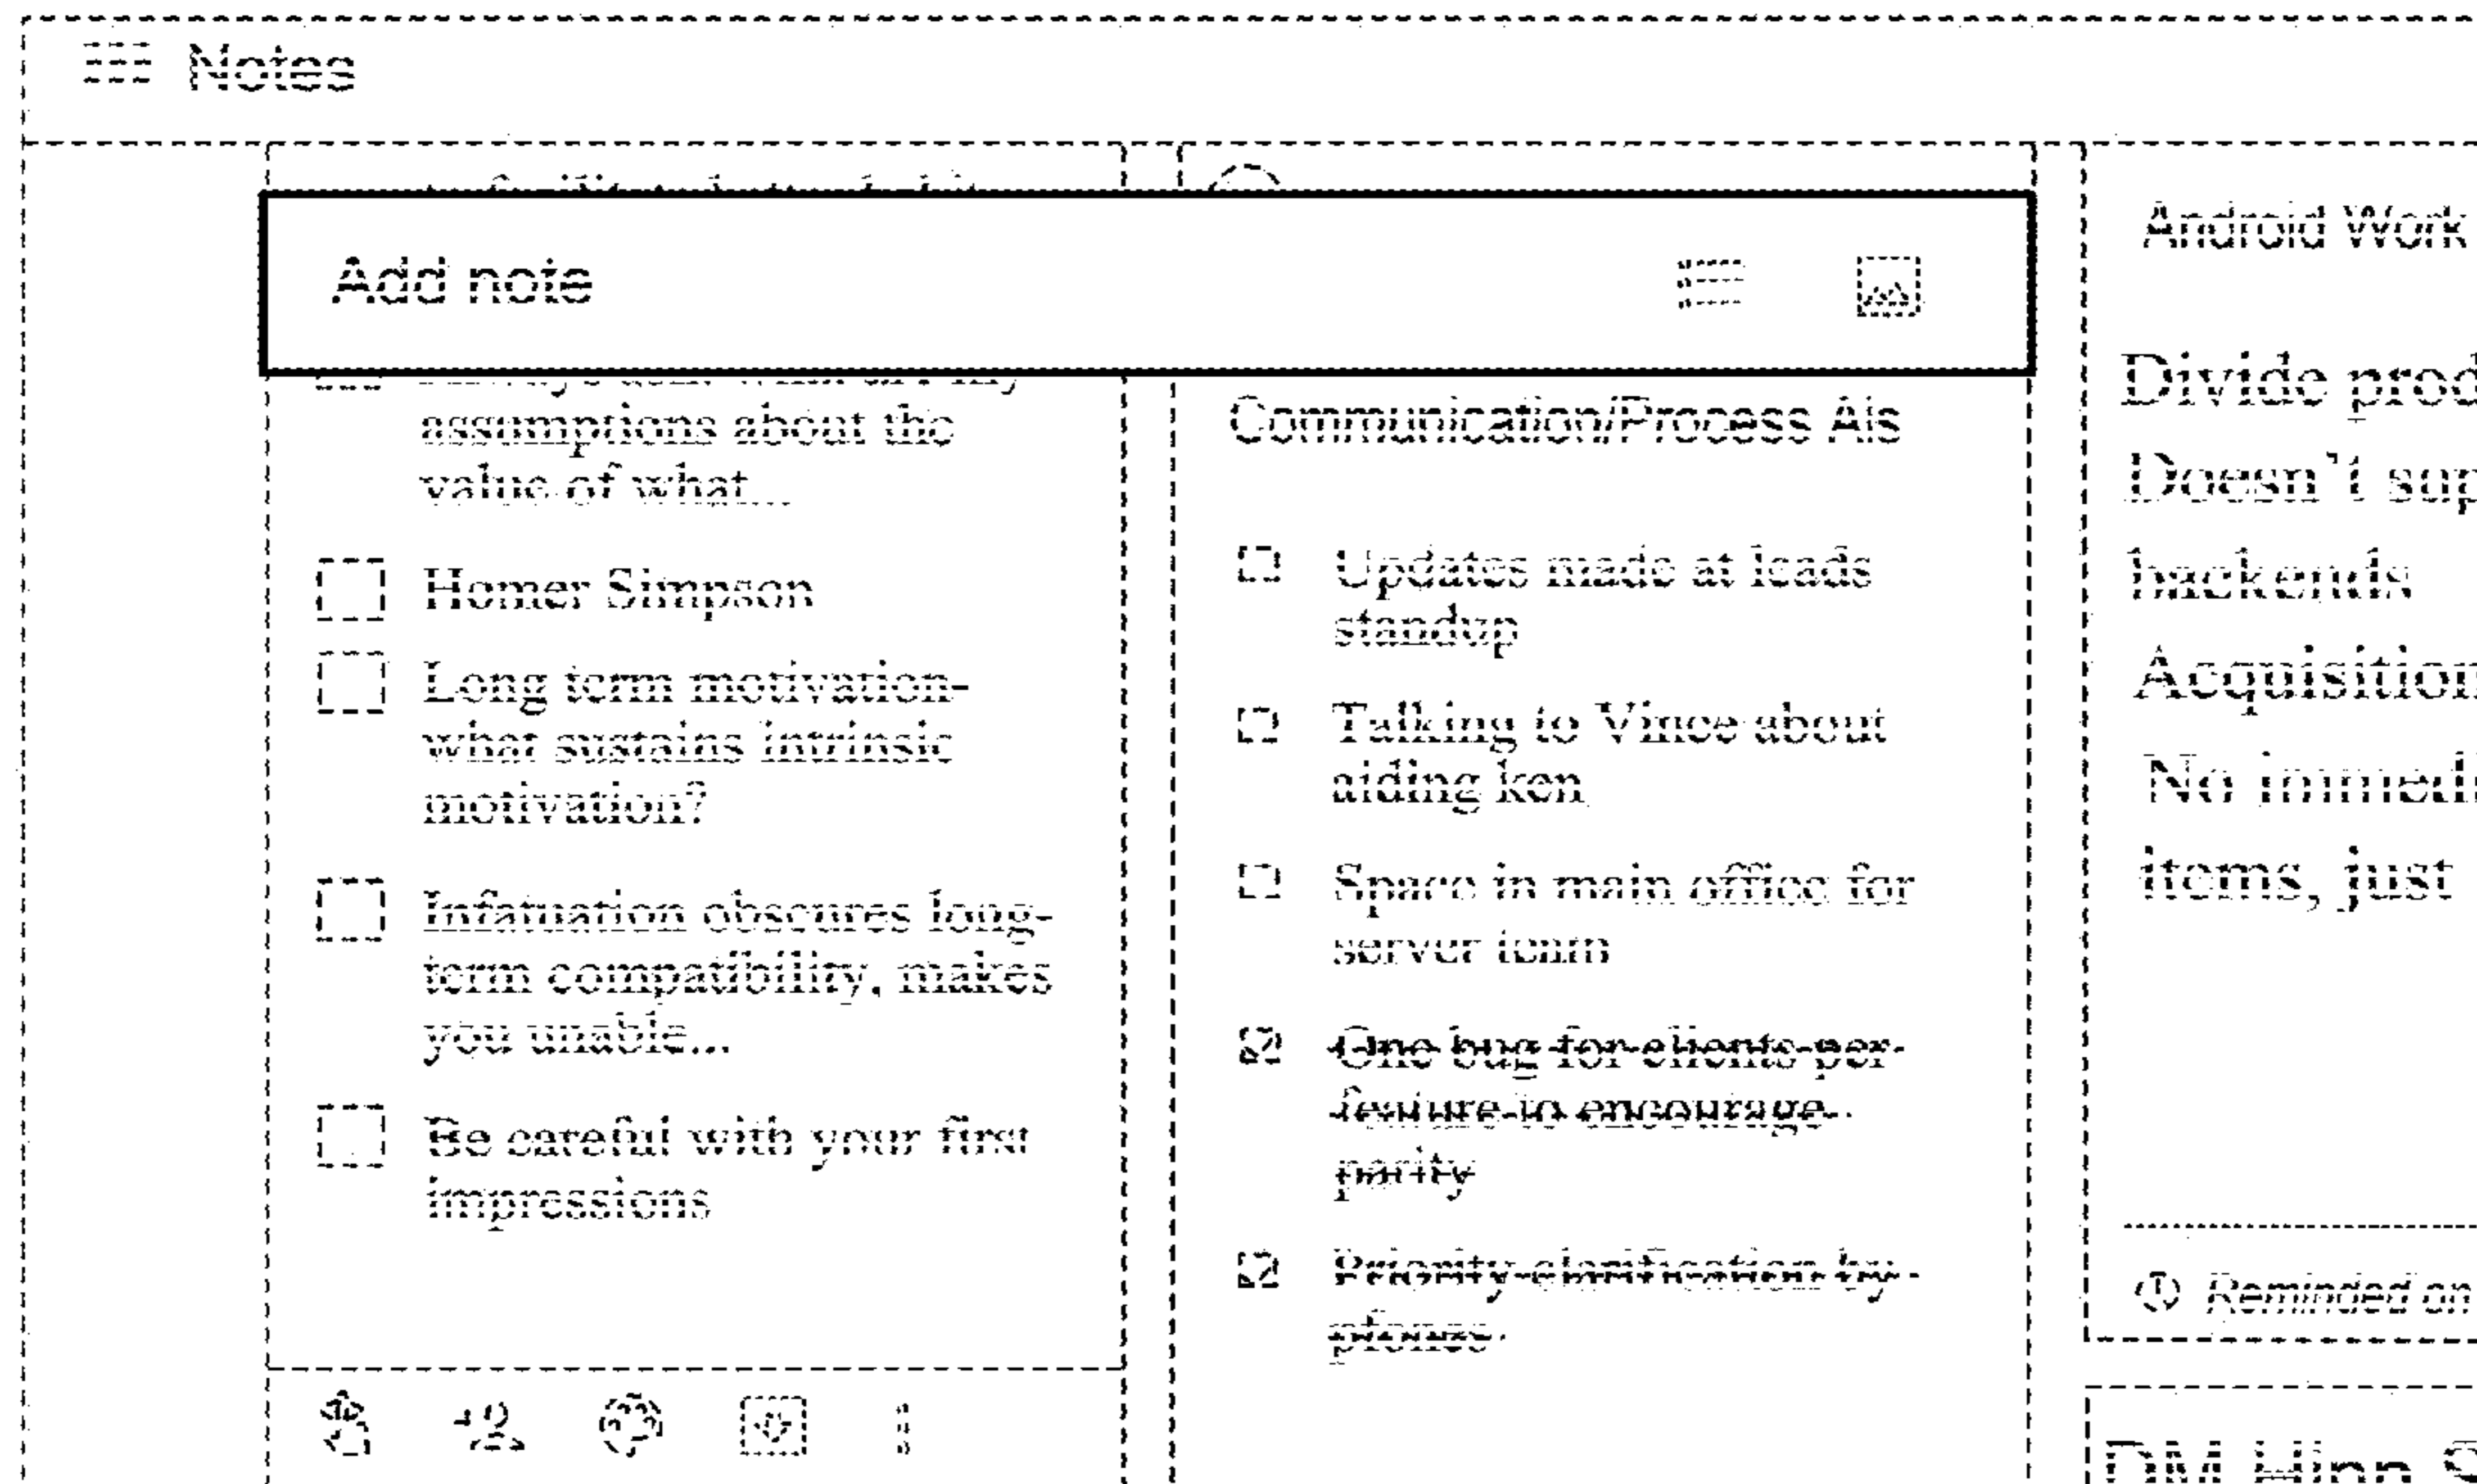 Notes
Add note
assumptions about the
value of what...
Homer Simpson
Long term motivation-
what sustains intrinsic
motivation?
Infatuation obscures long-
term compatibility, makes
you unable...
Be careful with your first
impressions
Communication/Process AIs
Updates made at leads
standup
Talking to Vince about
aiding ken
Space in main office for
server team
One bug for clients per
feature to encourage
parity
Priority clarification by
Android Work
Divide prod
Doesn't sup
backends
Acquisition
No immedi
items, just
Reminded on